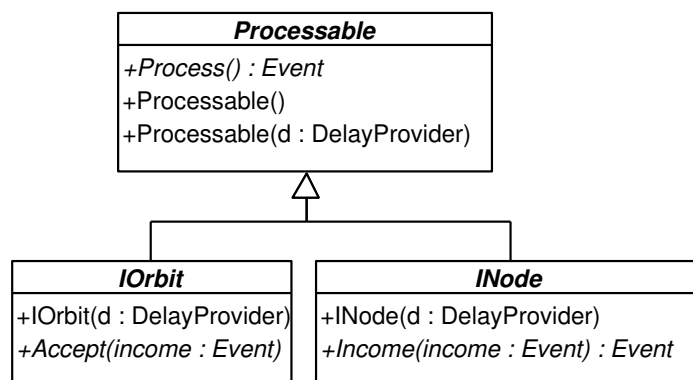 Processable
+Process() : Event
+Processable()
+Processable(d : DelayProvider)
IOrbit
+IOrbit(d : DelayProvider)
+Accept(income : Event)
INode
+INode(d : DelayProvider)
+Income(income : Event) : Event